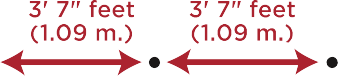 3' 7" feet 3' 7" feet
(1.09 m.) (1.09 m.)